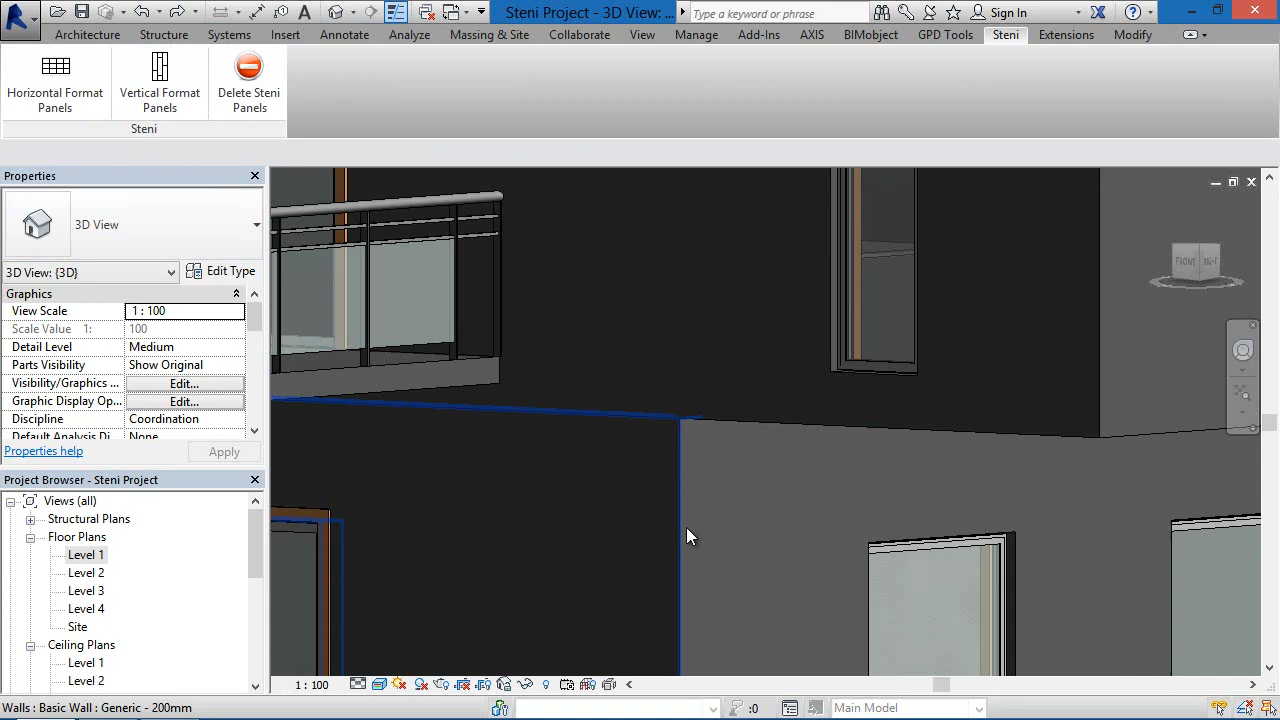 Steni Project - 3D View: ...
Type a keyword or phrase
Sign In
Architecture Structure Systems Insert Annotate Analyze Massing & Site Collaborate View Manage Add-Ins AXIS BIMobject GPD Tools Steni Extensions Modify
Horizontal Format
Panels
Vertical Format
Panels
Delete Steni
Panels
Steni
Properties
3D View
3D View: {3D}
Edit Type
Graphics
View Scale 1 : 100
Scale Value 1: 100
Detail Level Medium
Parts Visibility Show Original
Visibility/Graphics ... Edit...
Graphic Display Op... Edit...
Discipline Coordination
Default Analysis Di... None
Properties help
Apply
Project Browser - Steni Project
Views (all)
Structural Plans
Floor Plans
Level 1
Level 2
Level 3
Level 4
Site
Ceiling Plans
Level 1
Level 2
FRONT
1 : 100
Walls : Basic Wall : Generic - 200mm
:0
Main Model